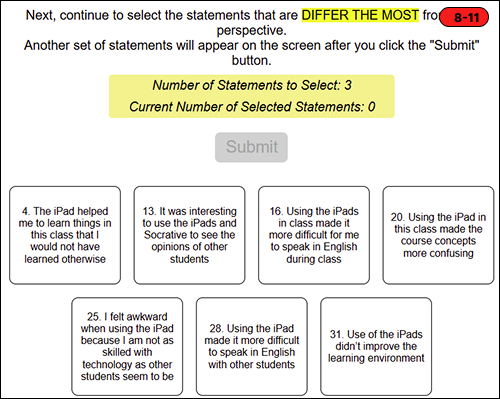 Next, continue to select the statements that are DIFFER THE MOST fro
8-11
perspective.
Another set of statements will appear on the screen after you click the "Submit"
button.
Number of Statements to Select: 3
Current Number of Selected Statements: 0
Submit
4. The iPad helped
me to learn things in
this class that I
would not have
learned otherwise
13. It was interesting
to use the iPads and
Socrative to see the
opinions of other
students
16. Using the iPads
in class made it
more difficult for me
to speak in English
during class
20. Using the iPad in
this class made the
course concepts
more confusing
25. I felt awkward
when using the iPad
because I am not as
skilled with
technology as other
students seem to be
28. Using the iPad
made it more difficult
to speak in English
with other students
31. Use of the iPads
didn't improve the
learning environment